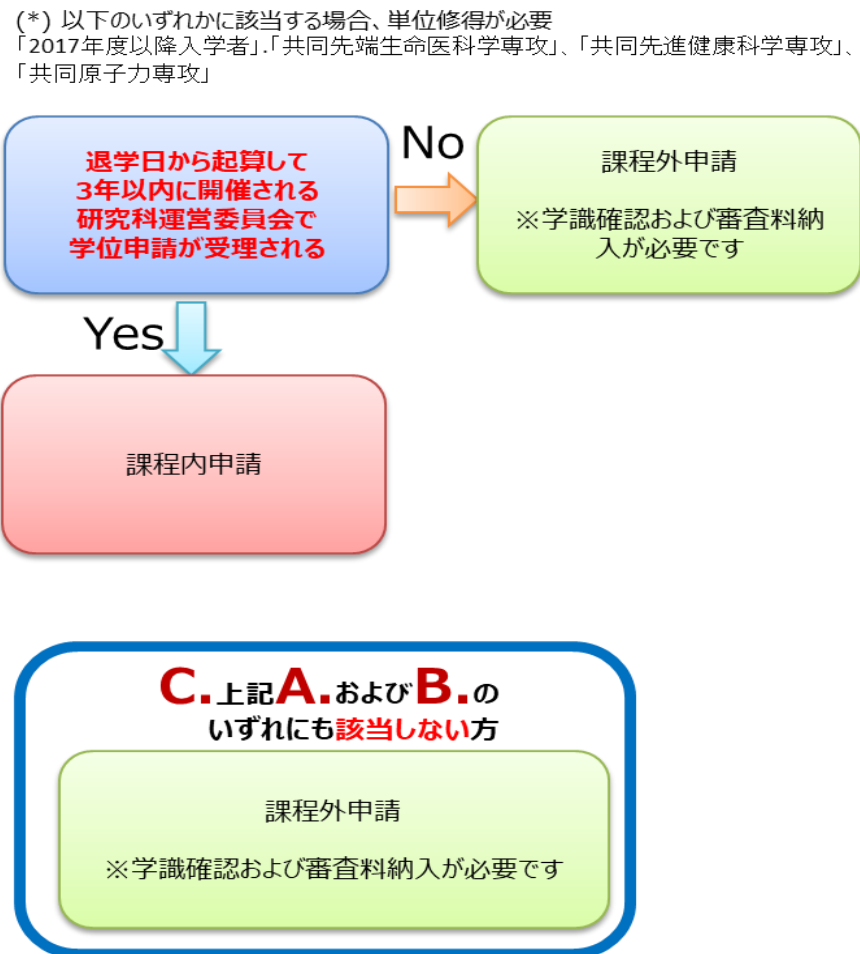 (*) 以下のいずれかに該当する場合、単位修得が必要
「2017年度以降入学者」.「共同先端生命医科学専攻」、「共同先進健康科学専攻」、
「共同原子力専攻」
退学日から起算して
3年以内に開催される
研究科運営委員会で
学位申請が受理される
No
課程外申請
※学識確認および審査料納
入が必要です
Yes
課程内申請
C.上記A.およびB.の
いずれにも該当しない方
課程外申請
※学識確認および審査料納入が必要です